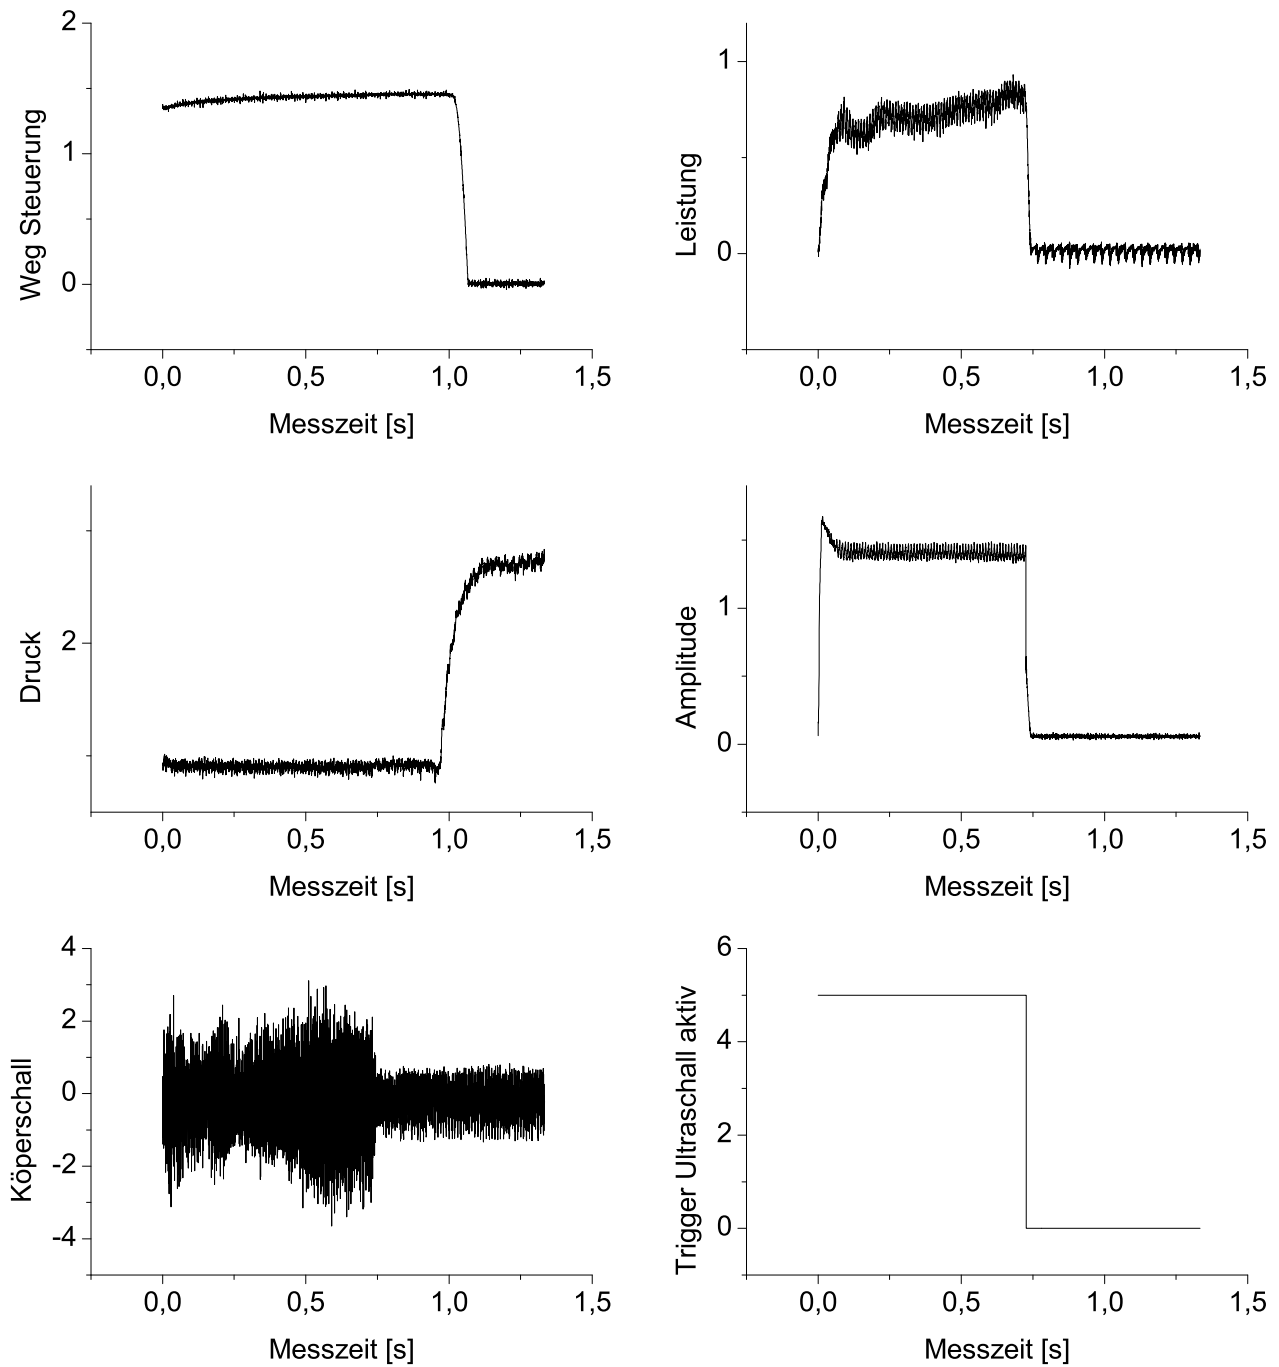 2
1
0
Weg Steuerung
0,0 0,5 1,0 1,5
Messzeit [s]
1
0
Leistung
0,0 0,5 1,0 1,5
Messzeit [s]
2
Druck
0,0 0,5 1,0 1,5
Messzeit [s]
1
0
Amplitude
0,0 0,5 1,0 1,5
Messzeit [s]
4
2
0
-2
-4
Köperschall
0,0 0,5 1,0 1,5
Messzeit [s]
6
4
2
0
Trigger Ultraschall aktiv
0,0 0,5 1,0 1,5
Messzeit [s]